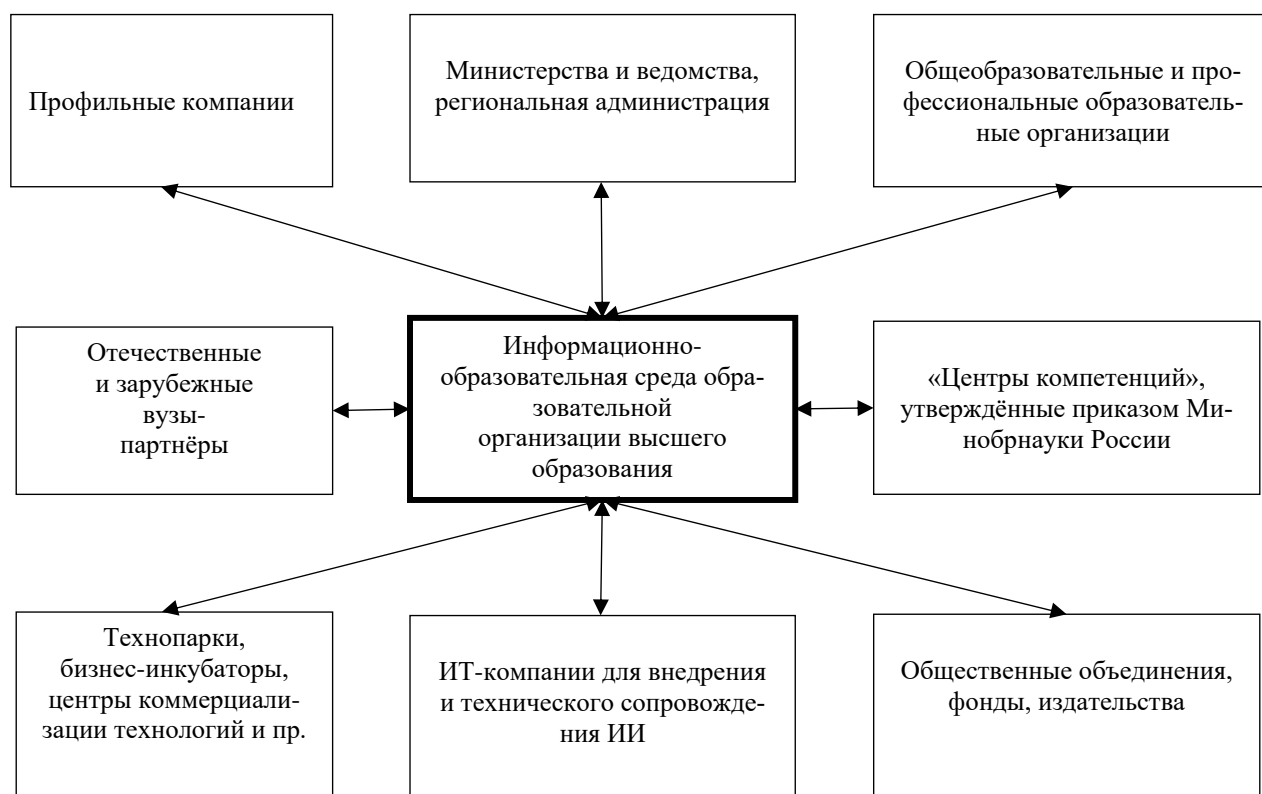 Профильные компании
Министерства и ведомства,
региональная администрация
Общеобразовательные и про-
фессиональные образователь-
ные организации
Отечественные
и зарубежные
вузы-
партнёры
Информационно-
образовательная среда обра-
зовательной
организации высшего
образования
«Центры компетенций»,
утверждённые приказом Ми-
нобрнауки России
Технопарки,
бизнес-инкубаторы,
центры коммерциали-
зации технологий и пр.
ИТ-компании для внедрения
и технического сопровожде-
ния ИИ
Общественные объединения,
фонды, издательства